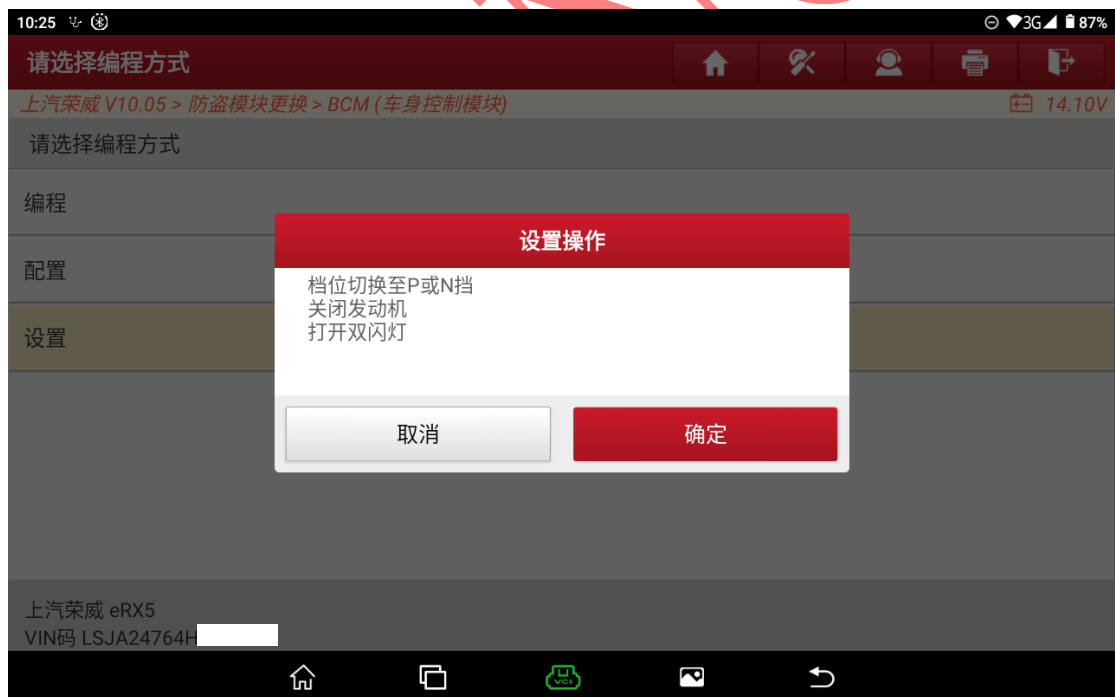 10:25
3G
87%
请选择编程方式
上汽荣威 V10.05 > 防盗模块更换 > BCM (车身控制模块)
14.10V
请选择编程方式
编程
配置
设置
设置操作
档位切换至P或N挡
关闭发动机
打开双闪灯
取消
确定
上汽荣威 eRX5
VIN码 LSJA24764H
VCI